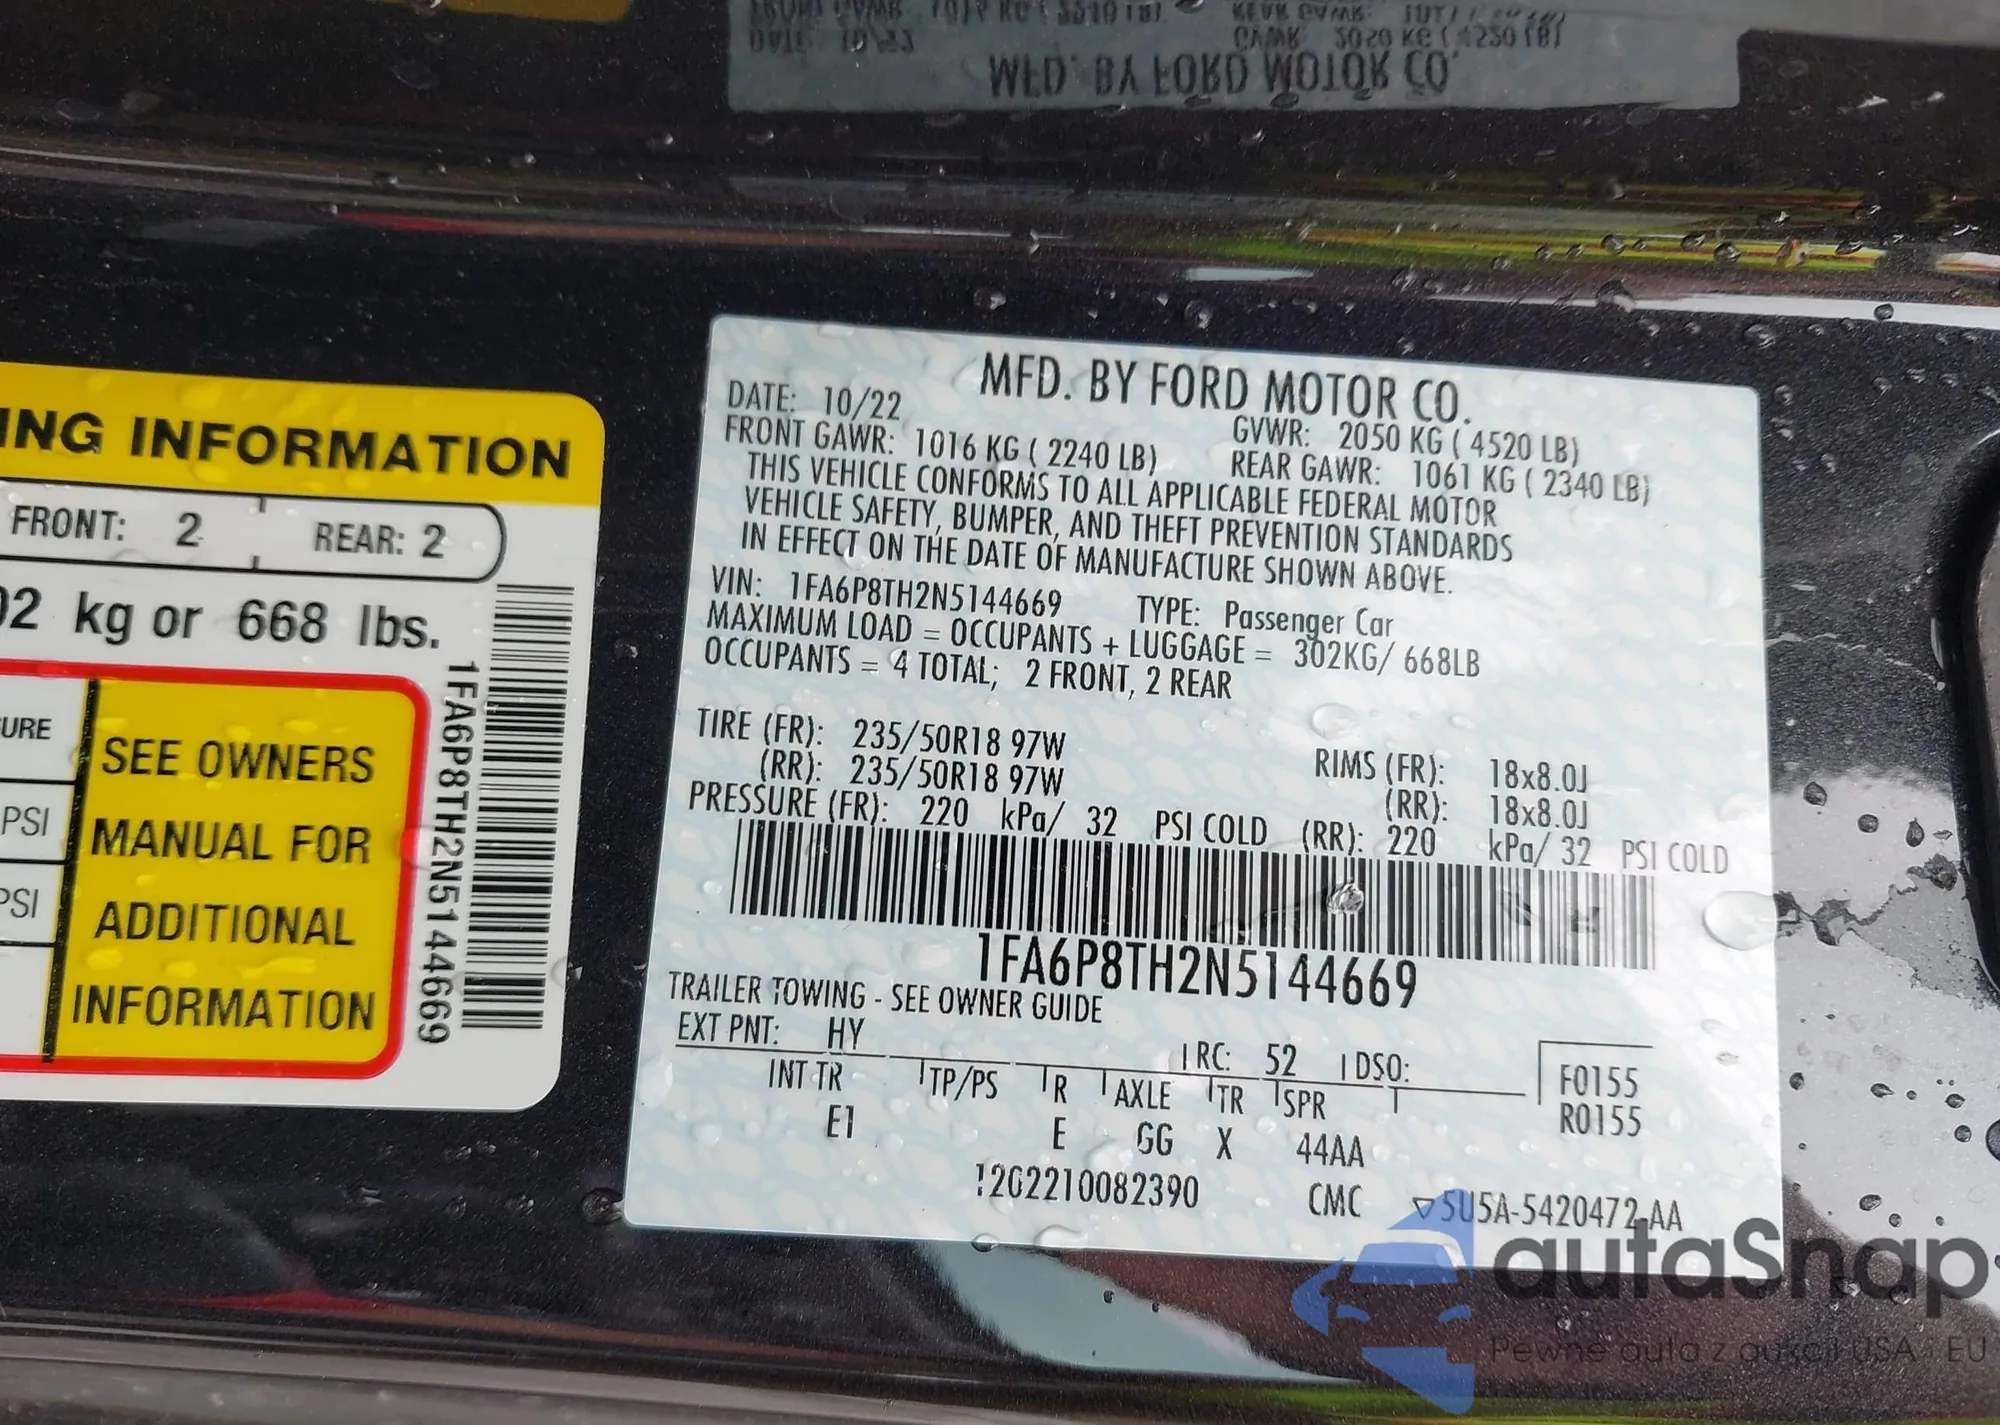 MFD. BY FORD MOTOR CO.
ING INFORMATION
FRONT: 2 REAR: 2
02 kg or 668 lbs.
URE
PSI
PSI
SEE OWNERS
MANUAL FOR
ADDITIONAL
INFORMATION
1FA6P8TH2N5144669
MFD. BY FORD MOTOR CO.
DATE: 10/22 GVWR: 2050 KG ( 4520 LB)
FRONT GAWR: 1016 KG ( 2240 LB) REAR GAWR: 1061 KG ( 2340 LB)
THIS VEHICLE CONFORMS TO ALL APPLICABLE FEDERAL MOTOR
VEHICLE SAFETY, BUMPER, AND THEFT PREVENTION STANDARDS
IN EFFECT ON THE DATE OF MANUFACTURE SHOWN ABOVE.
VIN: 1FA6P8TH2N5144669 TYPE: Passenger Car
MAXIMUM LOAD = OCCUPANTS + LUGGAGE = 302KG/ 668LB
OCCUPANTS = 4 TOTAL; 2 FRONT, 2 REAR
TIRE (FR): 235/50R18 97W RIMS (FR): 18x8.0J
(RR): 235/50R18 97W (RR): 18x8.0J
PRESSURE (FR): 220 kPa/ 32 PSI COLD (RR): 220 kPa/ 32 PSI COLD
1FA6P8TH2N5144669
TRAILER TOWING - SEE OWNER GUIDE
EXT PNT: HY RC: 52 DSO: F0155
INT TR TP/PS R AXLE TR SPR R0155
E1 E GG X 44AA
CMC 5U5A-5420472-AA
autaSnap
Pewne auta z aukcji USA i EU